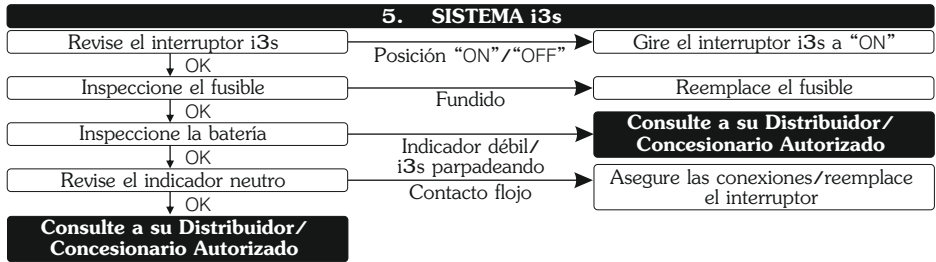 5. SISTEMA i3s
Revise el interruptor i3s
Posición “ON”/“OFF”
Gire el interruptor i3s a “ON”
OK
Inspeccione el fusible
Fundido
Reemplace el fusible
OK
Inspeccione la batería
Indicador débil/
i3s parpadeando
Consulte a su Distribuidor/
Concesionario Autorizado
OK
Revise el indicador neutro
Contacto flojo
Asegure las conexiones/reemplace
el interruptor
OK
Consulte a su Distribuidor/
Concesionario Autorizado